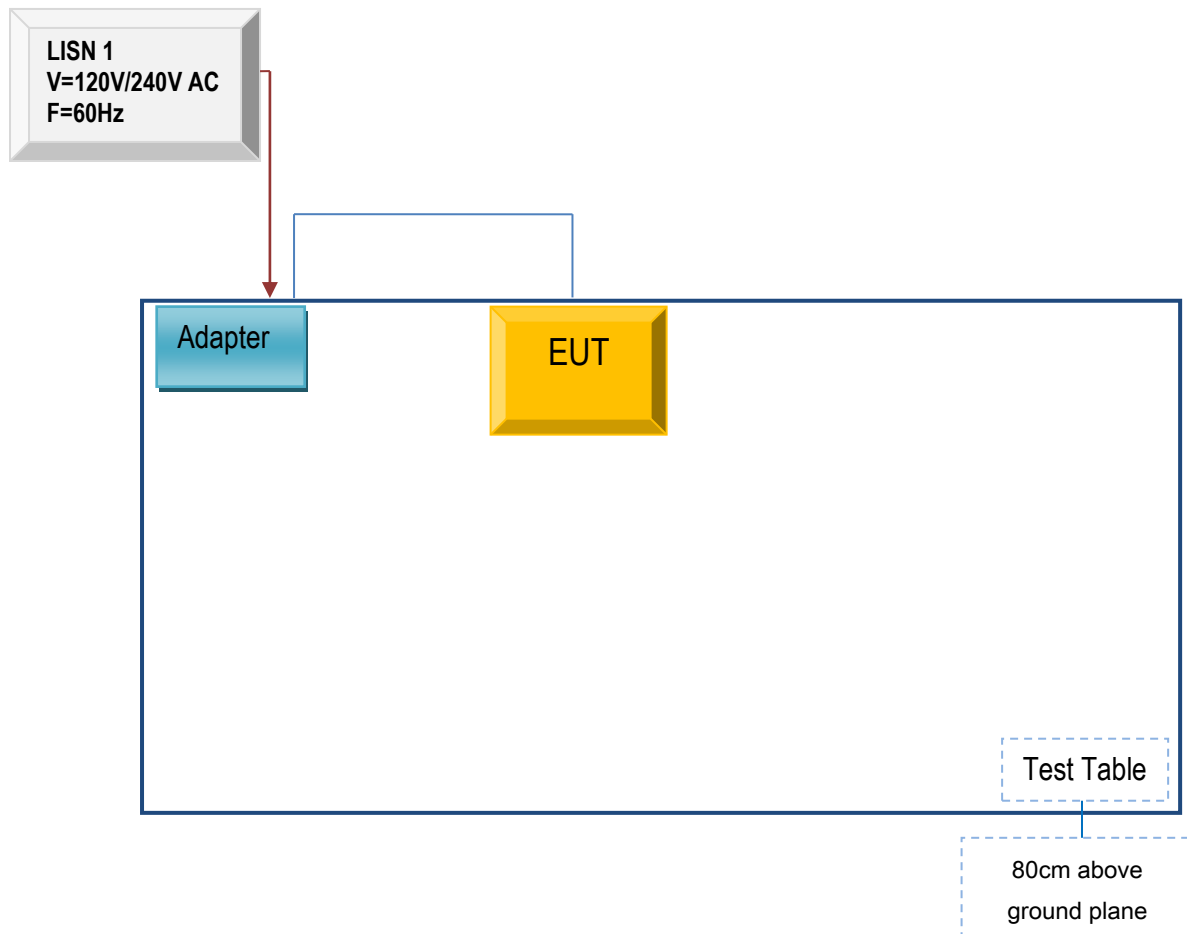 LISN 1
V=120V/240V AC
F=60Hz
Adapter
EUT
Test Table
80cm above
ground plane